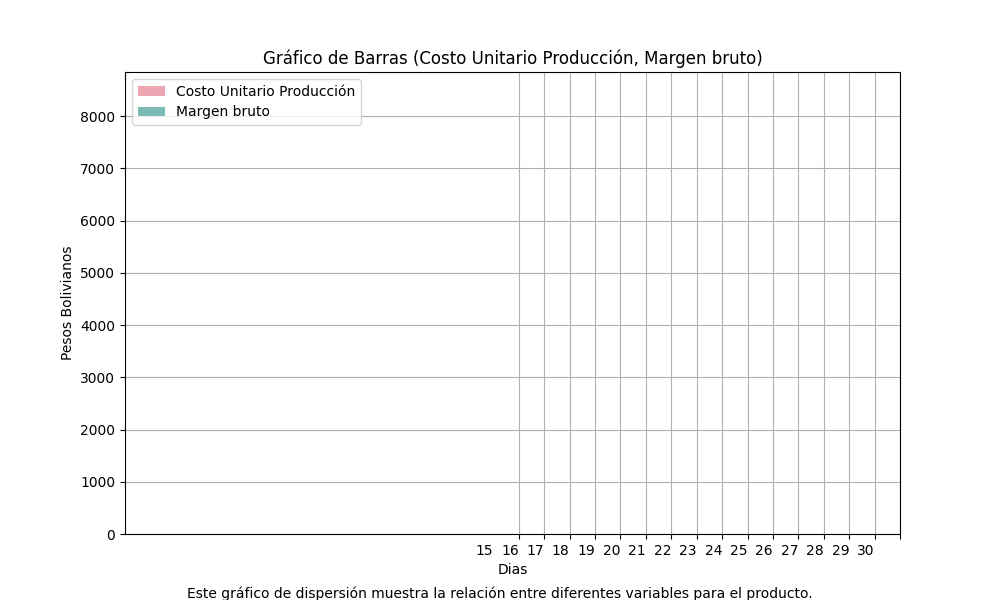 Gráfico de Barras (Costo Unitario Producción, Margen bruto)
Costo Unitario Producción
Margen bruto
8000
7000
6000
5000
4000
3000
2000
1000
0
Pesos Bolivianos
15 16 17 18 19 20 21 22 23 24 25 26 27 28 29 30
Dias
Este gráfico de dispersión muestra la relación entre diferentes variables para el producto.